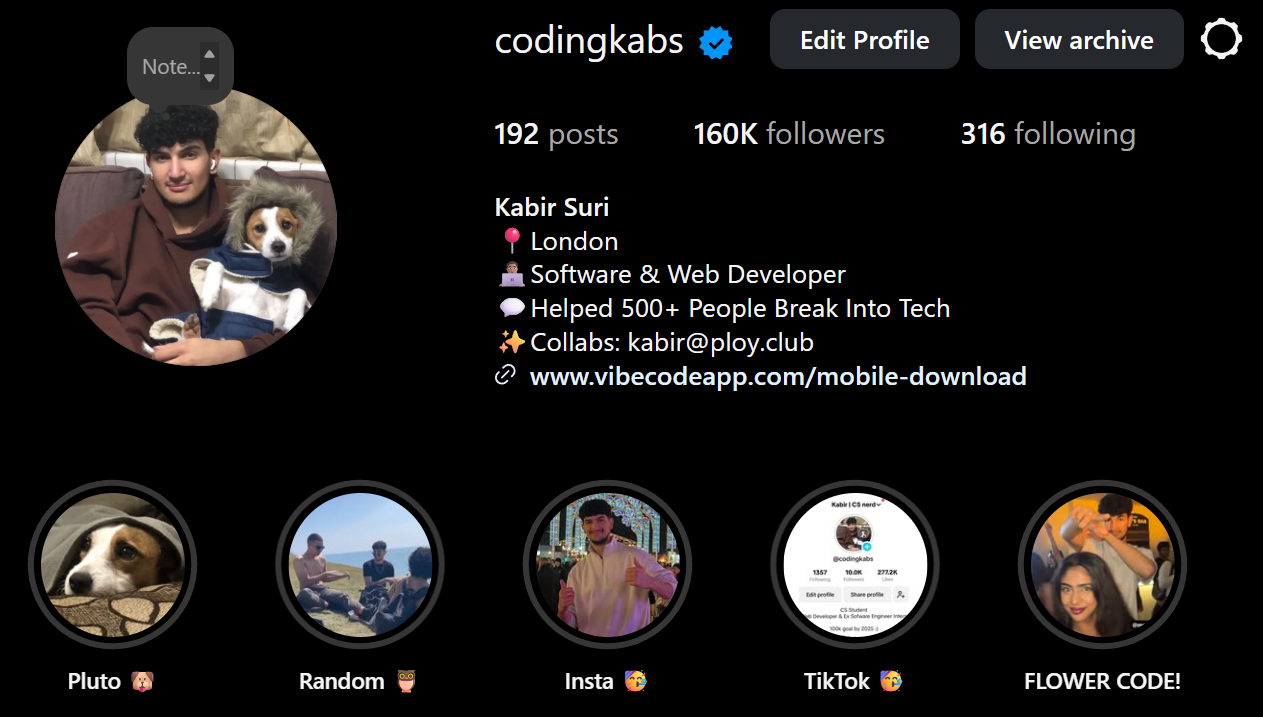 Note...
codingkabs
Edit Profile
View archive
192 posts
160K followers
316 following
Kabir Suri
📍 London
👨🏽‍💻 Software & Web Developer
💬 Helped 500+ People Break Into Tech
✨ Collabs: kabir@ploy.club
www.vibecodeapp.com/mobile-download
Kabir | CS nerd
@codingkabs
1357 10.0K 277.2K
Following Followers Likes
Edit profile Share profile
CS Student
Developer & Ex Software Engineer
100k goal by 2025 :)
Pluto 🐶
Random 🦉
Insta 🥳
TikTok 🥳
FLOWER CODE!